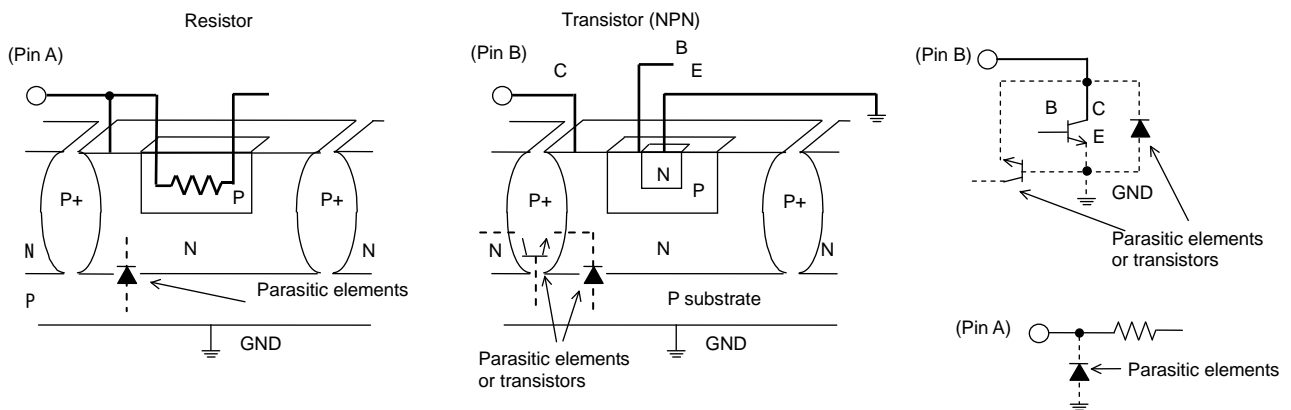 Resistor
(Pin A)
P+
P
P+
N
N
N
P
Parasitic elements
GND
Transistor (NPN)
(Pin B)
C
B
E
P+
N
P
P+
N
N
N
P substrate
GND
Parasitic elements
or transistors
(Pin B)
B
C
E
GND
Parasitic elements
or transistors
(Pin A)
Parasitic elements